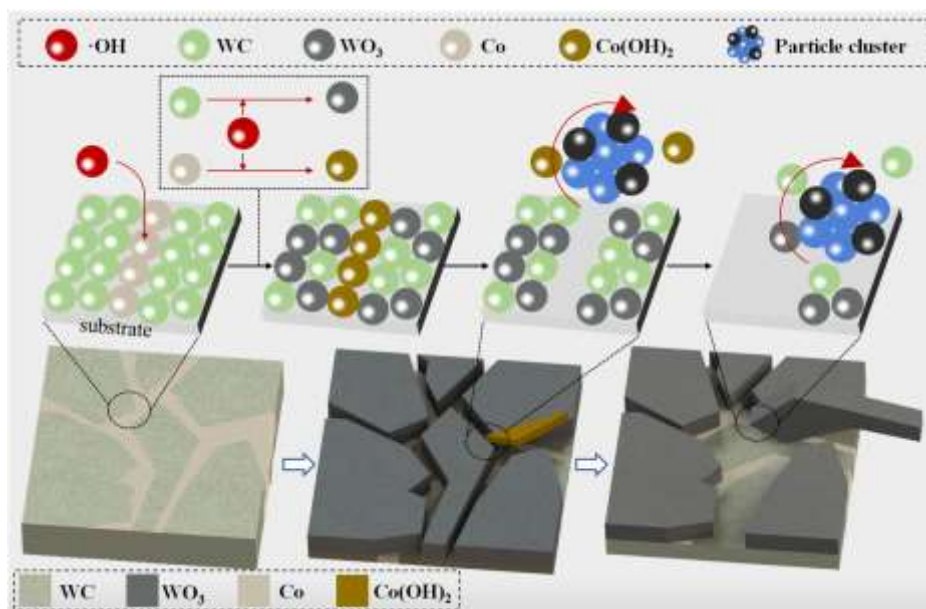 ·OH WC WO₃ Co Co(OH)₂ Particle cluster
substrate
WC WO₃ Co Co(OH)₂